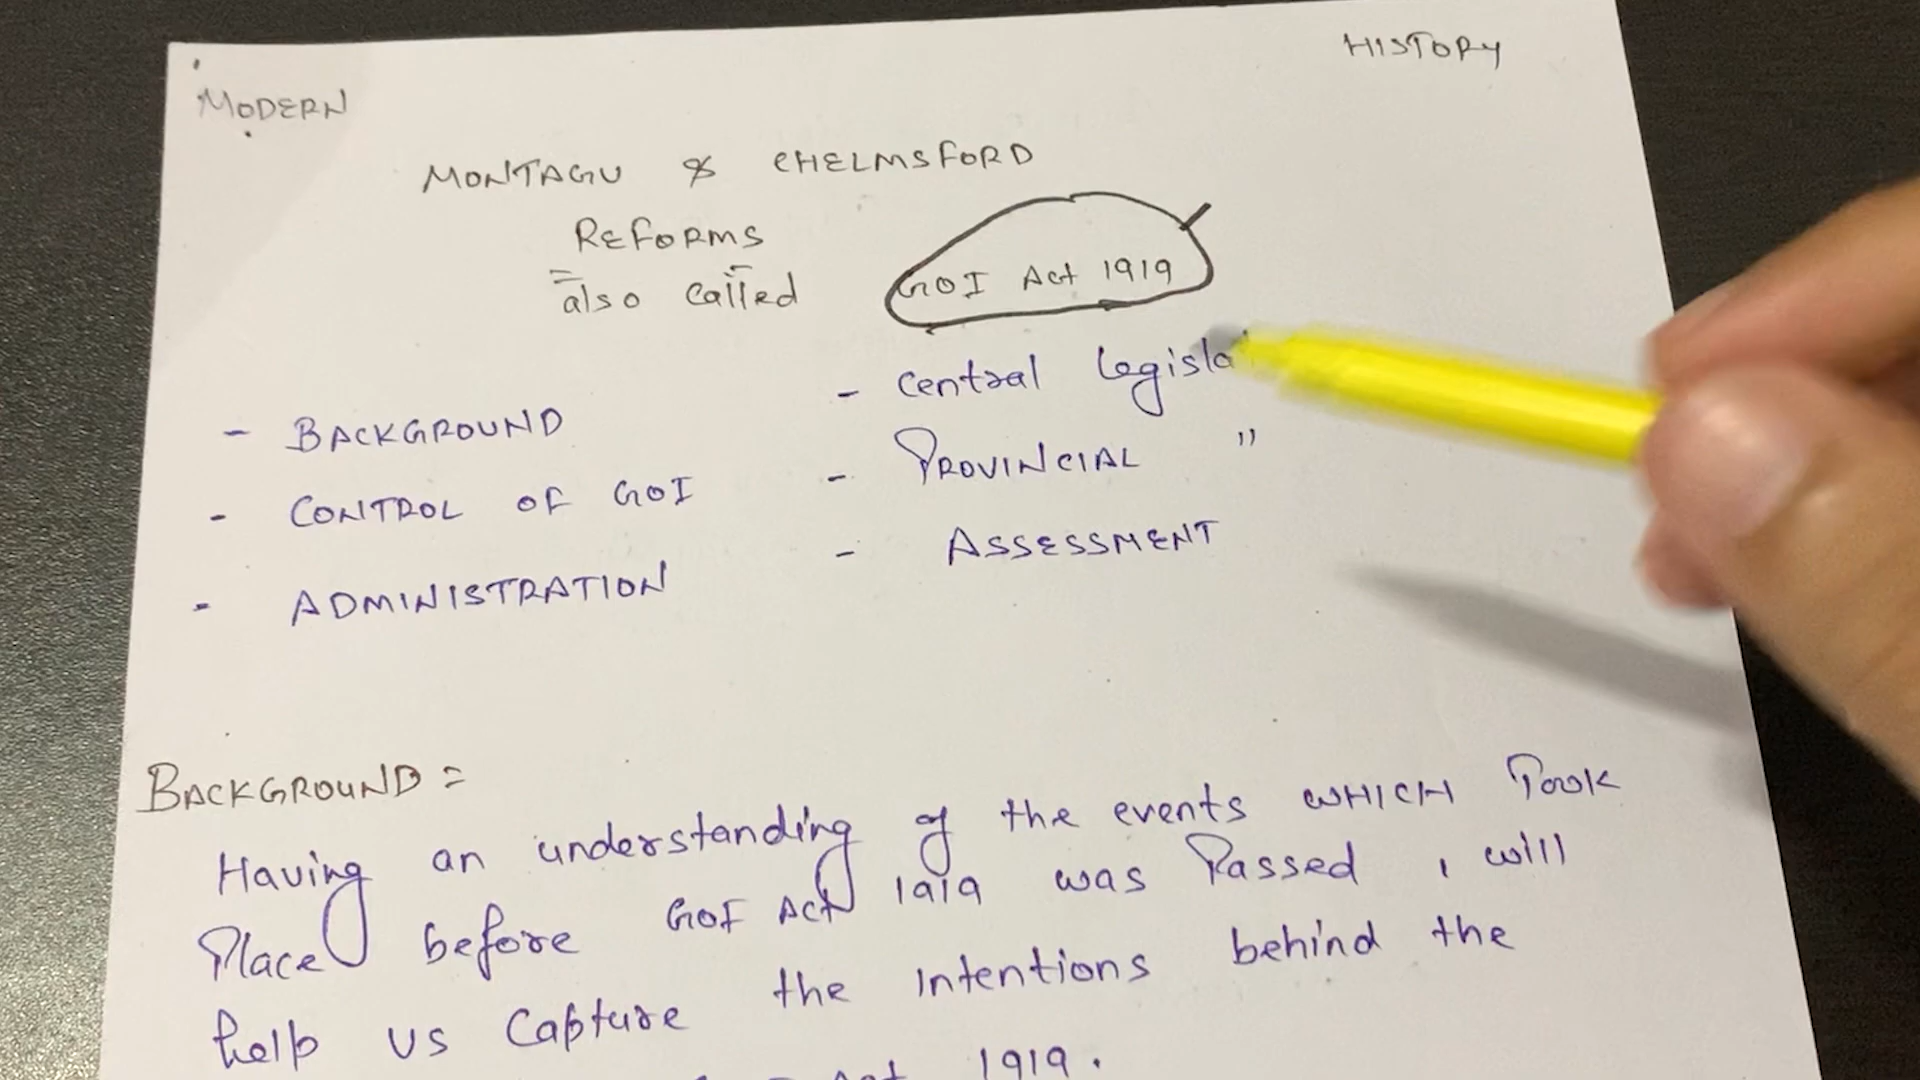 MODERN
HISTORY
MONTAGU & CHELMSFORD
REFORMS
also called GOI Act 1919
- BACKGROUND
- CONTROL OF GOI
- ADMINISTRATION
- Central Legisla
- PROVINCIAL "
- ASSESSMENT
BACKGROUND =
Having an understanding of the events WHICH Took
Place before GOI Act 1919 was Passed, will
help us Capture the Intentions behind the
Act 1919.